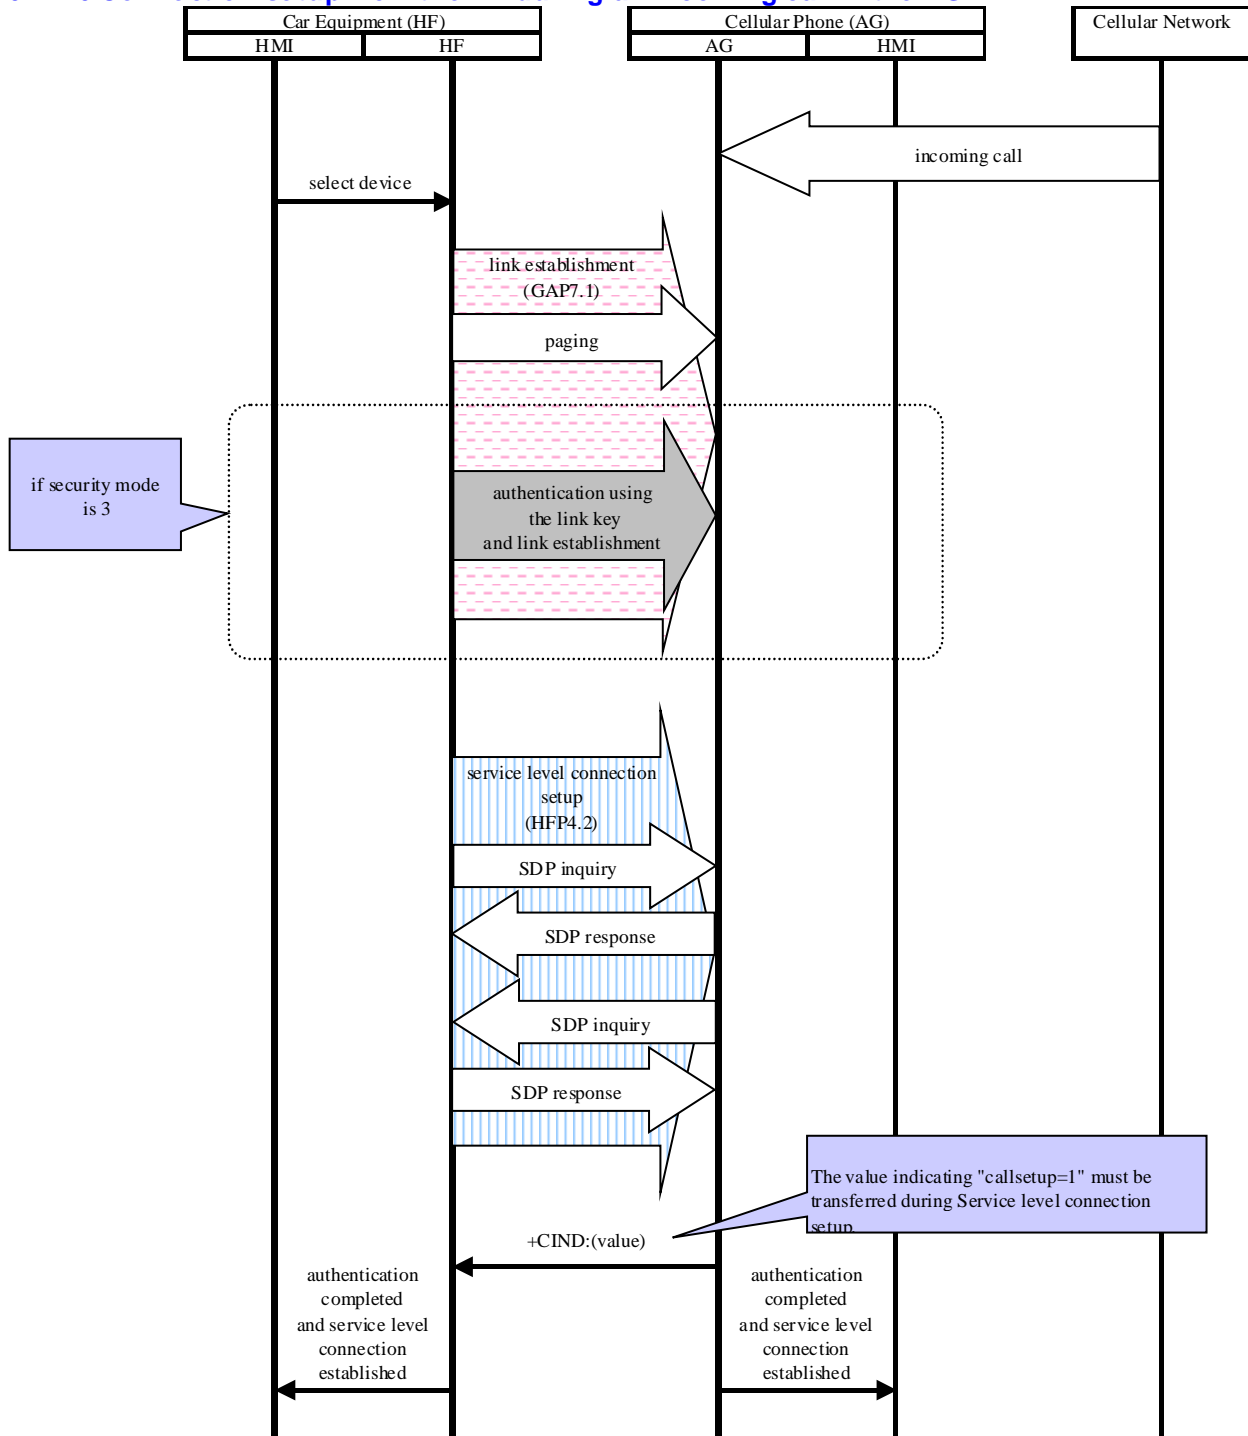 Car Equipment (HF)
Cellular Phone (AG)
Cellular Network
HMI
HF
AG
HMI
incoming call
select device
link establishment
(GAP7.1)
paging
if security mode
is 3
authentication using
the link key
and link establishment
service level connection
setup
(HFP4.2)
SDP inquiry
SDP response
SDP inquiry
SDP response
The value indicating "callsetup=1" must be
transferred during Service level connection
setup
+CIND:(value)
authentication
completed
and service level
connection
established
authentication
completed
and service level
connection
established